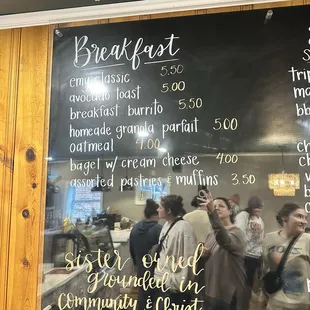 Breakfast
emu classic 5.50
avocado toast 5.00
breakfast burrito 5.50
homeade granola parfait 5.00
oatmeal 4.00
bagel w/ cream cheese 4.00
assorted pastries & muffins 3.50
sister owned
grounded in
Community & Christ